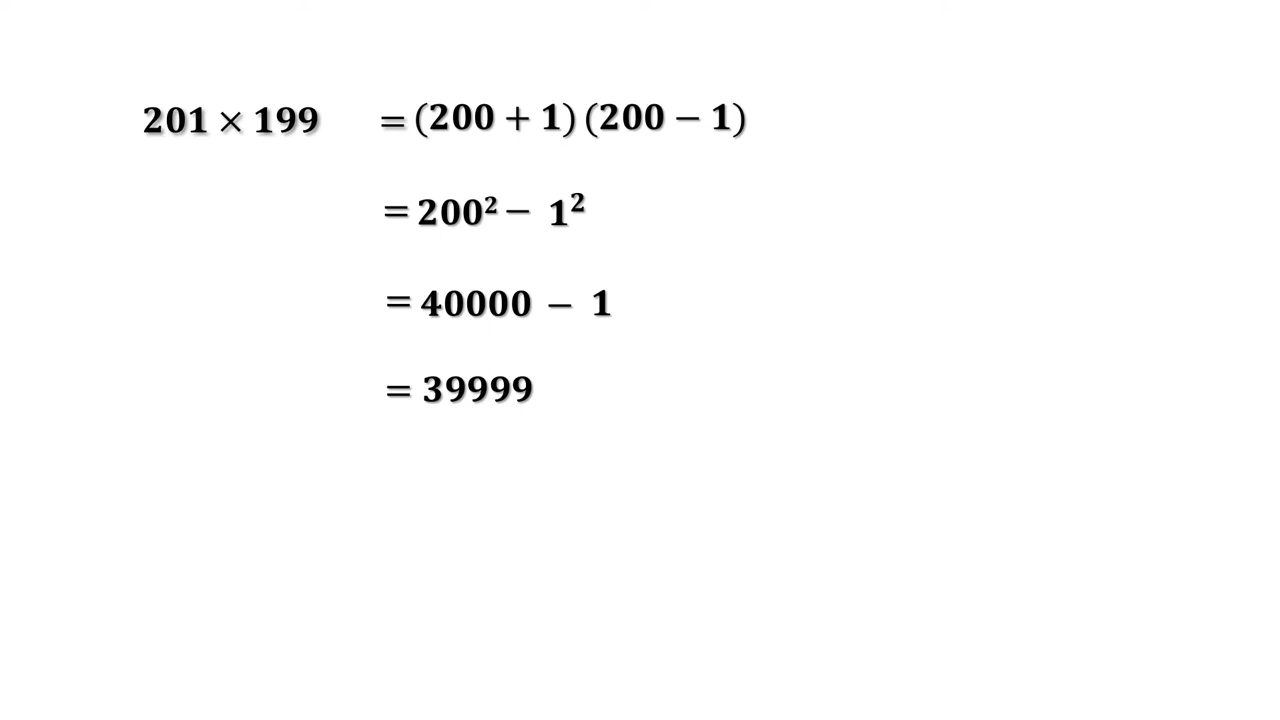 201 × 199 = (200 + 1) (200 − 1)
= 200² − 1²
= 40000 − 1
= 39999